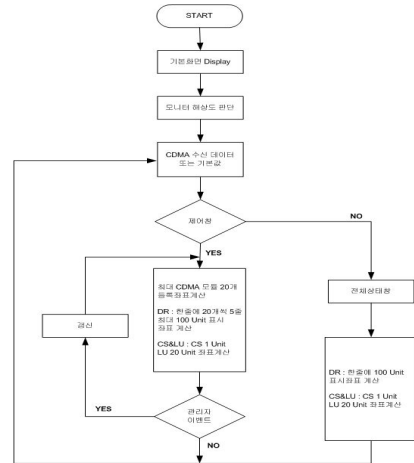 START
기본화면 Display
모니터 해상도 판단
CDMA 수신 데이터
또는 기본값
제어창
NO
YES
최대 CDMA 모듈 20개
등록좌표계산
DR : 한줄에 20개씩 5줄
최대 100 Unit 표시
좌표 계산
CS&LU : CS 1 Unit
LU 20 Unit 좌표계산
갱신
전체상태창
DR : 한줄에 100 Unit
표시좌표 계산
CS&LU : CS 1 Unit
LU 20 Unit 좌표계산
관리자
이벤트
YES
NO